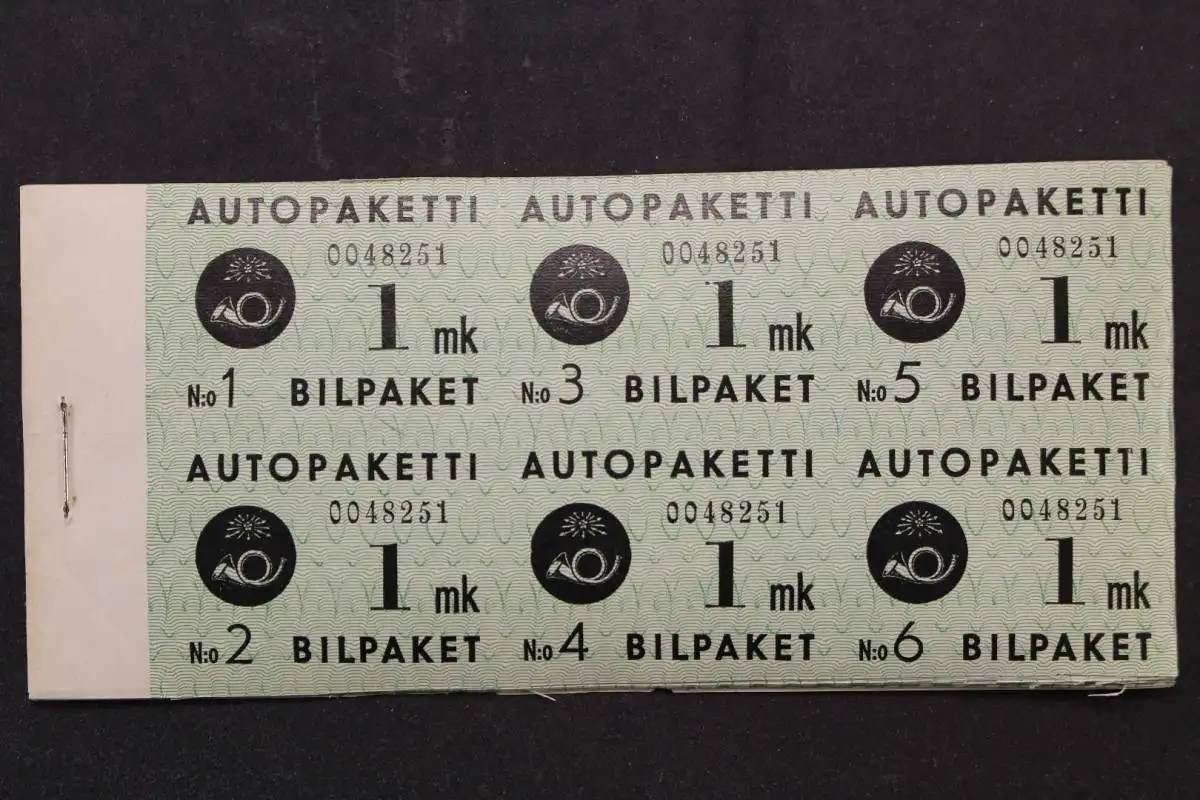 AUTOPAKETTI AUTOPAKETTI AUTOPAKETTI
0048251 0048251 0048251
1 mk 1 mk 1 mk
N:o 1 BILPAKET N:o 3 BILPAKET N:o 5 BILPAKET
AUTOPAKETTI AUTOPAKETTI AUTOPAKETTI
0048251 0048251 0048251
1 mk 1 mk 1 mk
N:o 2 BILPAKET N:o 4 BILPAKET N:o 6 BILPAKET